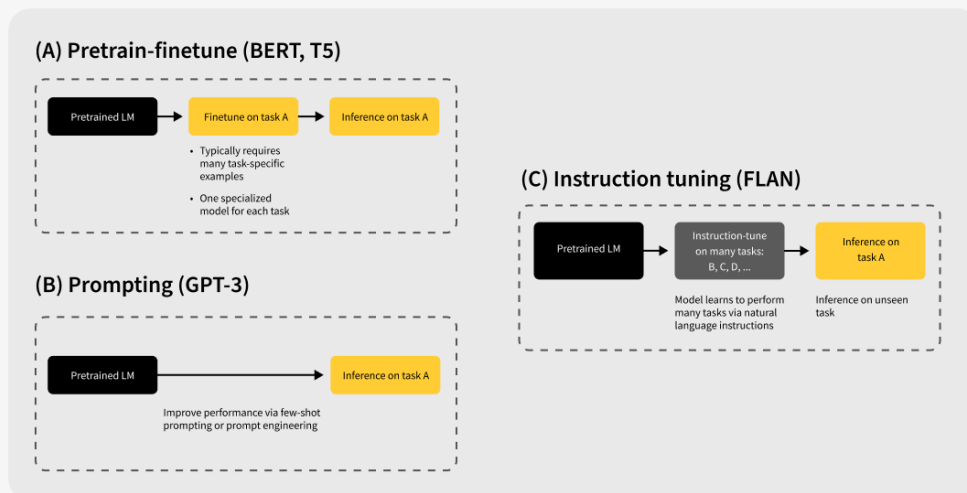 (A) Pretrain-finetune (BERT, T5)
Pretrained LM
Finetune on task A
Inference on task A
• Typically requires
many task-specific
examples
• One specialized
model for each task
(B) Prompting (GPT-3)
Pretrained LM
Inference on task A
Improve performance via few-shot
prompting or prompt engineering
(C) Instruction tuning (FLAN)
Pretrained LM
Instruction-tune
on many tasks:
B, C, D, ...
Inference on
task A
Model learns to perform
many tasks via natural
language instructions
Inference on unseen
task